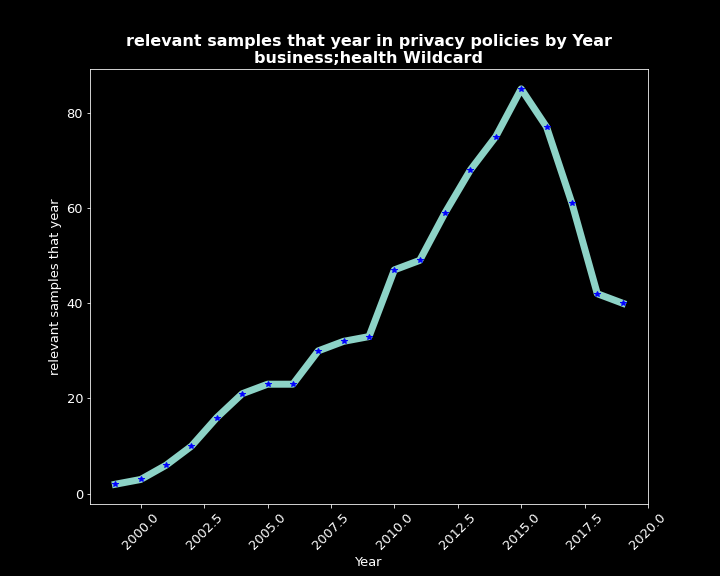 relevant samples that year in privacy policies by Year
business;health Wildcard
relevant samples that year
80
60
40
20
0
2000.0 2002.5 2005.0 2007.5 2010.0 2012.5 2015.0 2017.5 2020.0
Year